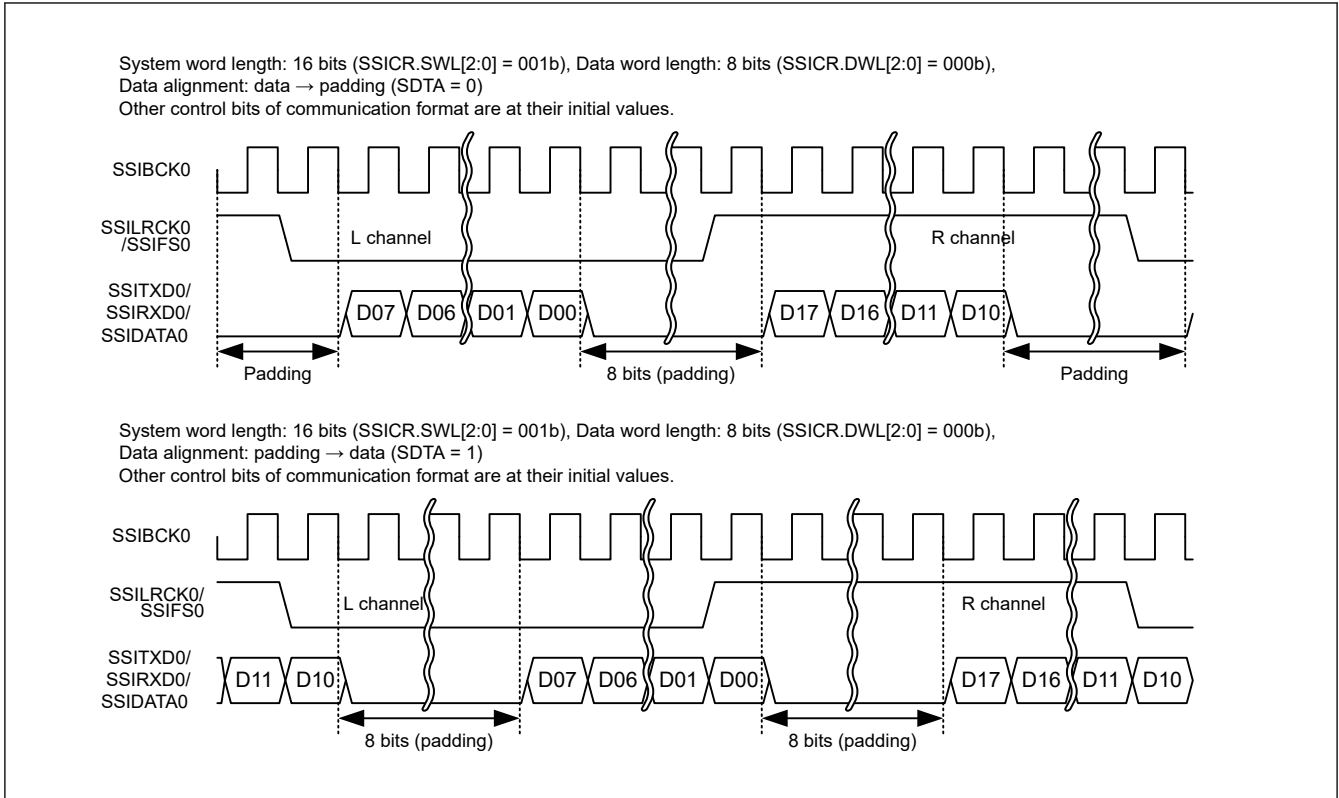 System word length: 16 bits (SSICR.SWL[2:0] = 001b), Data word length: 8 bits (SSICR.DWL[2:0] = 000b),
Data alignment: data → padding (SDTA = 0)
Other control bits of communication format are at their initial values.
SSIBCK0
SSILRCK0
/SSIFS0
L channel
R channel
SSITXD0/
SSIRXD0/
SSIDATA0
D07 D06 D01 D00 D17 D16 D11 D10
Padding
8 bits (padding)
Padding
System word length: 16 bits (SSICR.SWL[2:0] = 001b), Data word length: 8 bits (SSICR.DWL[2:0] = 000b),
Data alignment: padding → data (SDTA = 1)
Other control bits of communication format are at their initial values.
SSIBCK0
SSILRCK0/
SSIFS0
L channel
R channel
SSITXD0/
SSIRXD0/
SSIDATA0
D11 D10 D07 D06 D01 D00 D17 D16 D11 D10
8 bits (padding)
8 bits (padding)